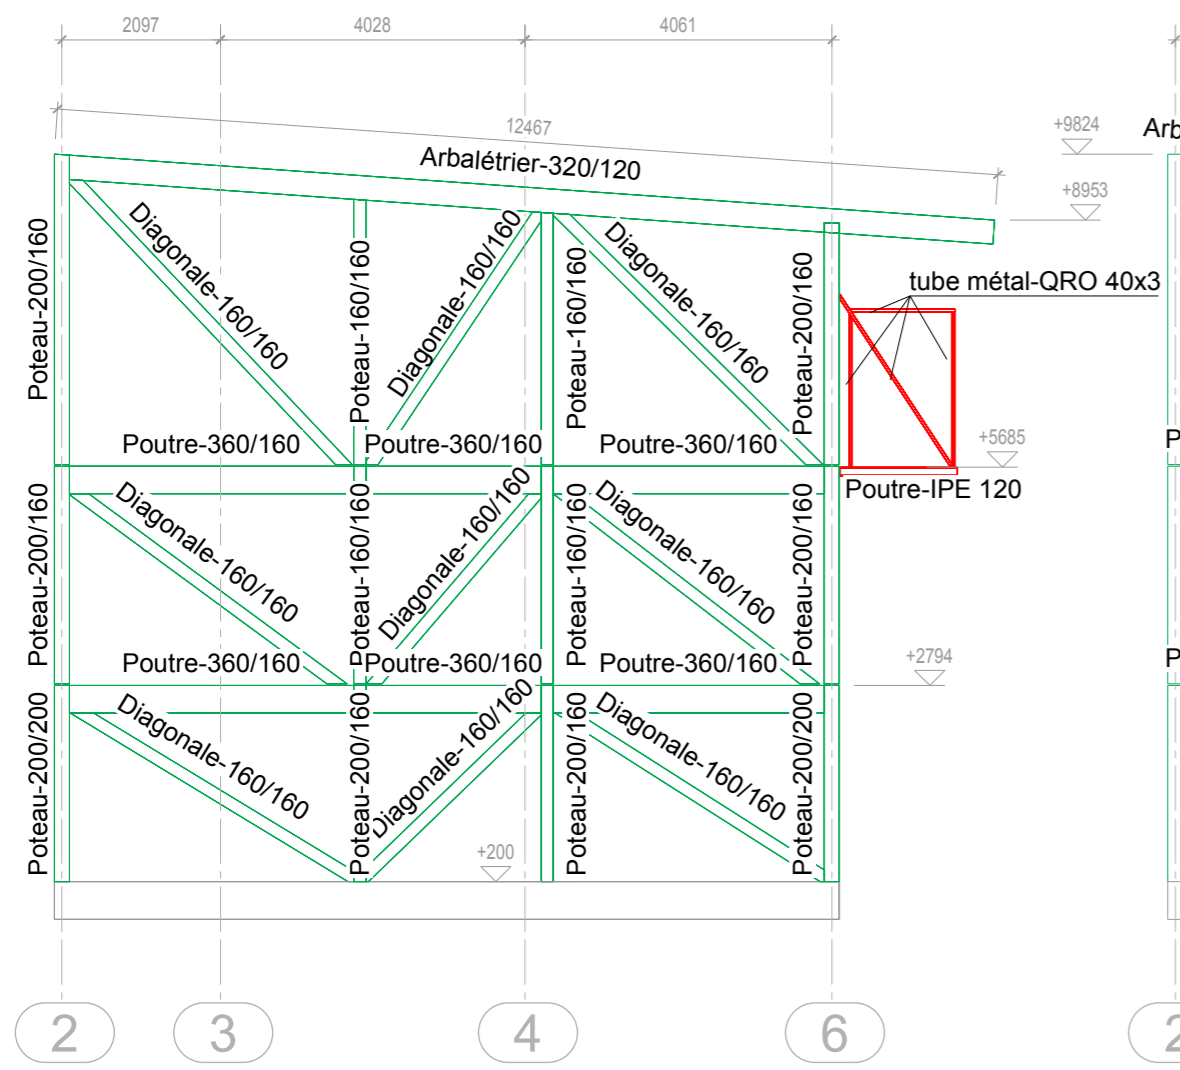 2097
4028
4061
12467
Arbalétrier-320/120
+9824
Arb
+8953
Poteau-200/160
Diagonale-160/160
Poteau-160/160
Diagonale-160/160
Poteau-160/160
Diagonale-160/160
Poteau-200/160
tube métal-QRO 40x3
Poutre-360/160
Poutre-360/160
Poutre-360/160
+5685
P
Poutre-IPE 120
Poteau-200/160
Diagonale-160/160
Poteau-160/160
Diagonale-160/160
Poteau-160/160
Diagonale-160/160
Poteau-200/160
Poutre-360/160
Poutre-360/160
Poutre-360/160
+2794
P
Poteau-200/200
Diagonale-160/160
Poteau-200/160
Diagonale-160/160
Poteau-200/160
Diagonale-160/160
Poteau-200/200
+200
2
3
4
6
2